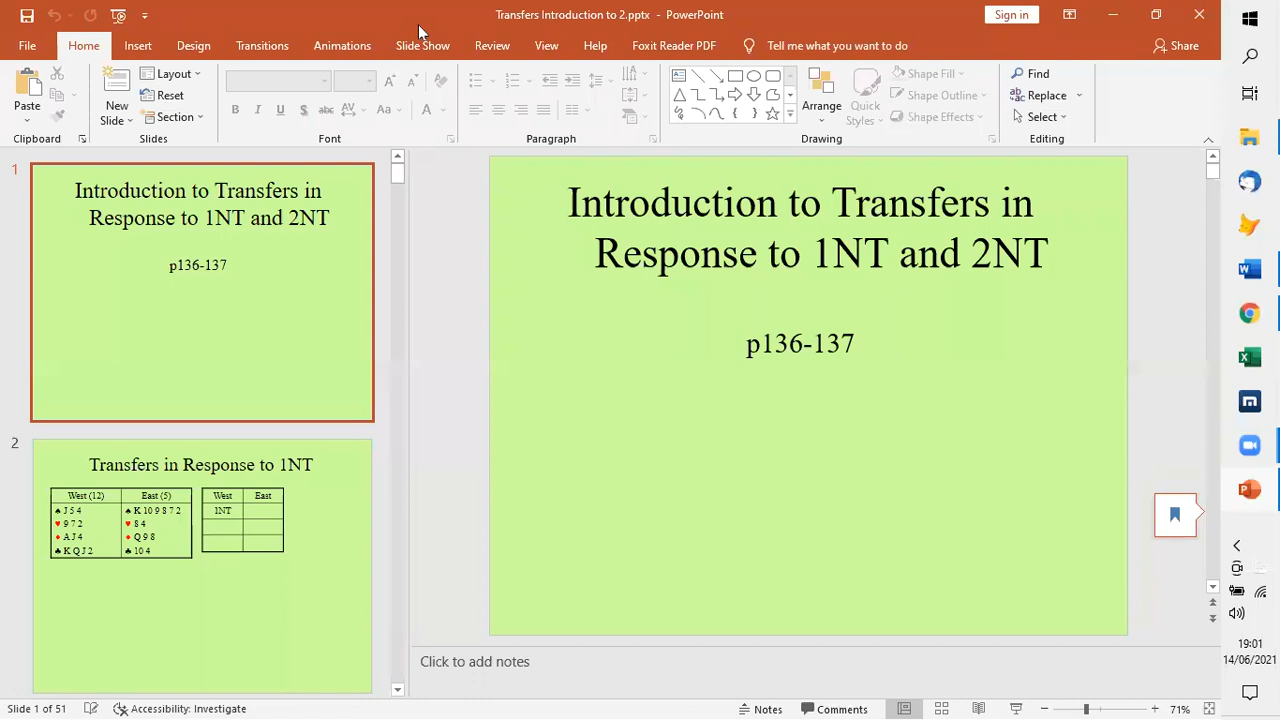 Transfers Introduction to 2.pptx - PowerPoint
Sign in
File Home Insert Design Transitions Animations Slide Show Review View Help Foxit Reader PDF Tell me what you want to do Share
Paste
New Slide
Layout
Reset
Section
B I U S abc AV Aa A
Arrange
Quick Styles
Shape Fill
Shape Outline
Shape Effects
Find
Replace
Select
Clipboard Slides Font Paragraph Drawing Editing
1
Introduction to Transfers in
Response to 1NT and 2NT
p136-137
2
Transfers in Response to 1NT
West (12) East (5) West East
♠ J 5 4 ♠ K 10 9 8 7 2 1NT
♥ 9 7 2 ♥ 8 4
♦ A J 4 ♦ Q 9 8
♣ K Q J 2 ♣ 10 4
Introduction to Transfers in
Response to 1NT and 2NT
p136-137
Click to add notes
Slide 1 of 51 Accessibility: Investigate Notes Comments 71%
19:01
14/06/2021